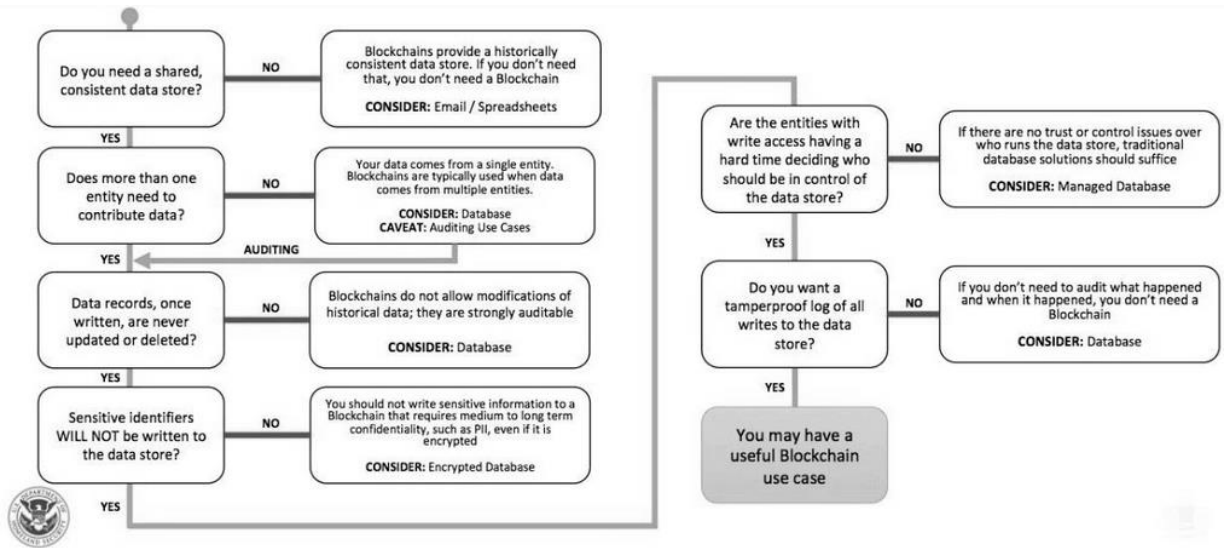 Do you need a shared,
consistent data store?
NO
Blockchains provide a historically
consistent data store. If you don't need
that, you don't need a Blockchain
CONSIDER: Email / Spreadsheets
YES
Does more than one
entity need to
contribute data?
NO
Your data comes from a single entity.
Blockchains are typically used when data
comes from multiple entities.
CONSIDER: Database
CAVEAT: Auditing Use Cases
AUDITING
YES
Data records, once
written, are never
updated or deleted?
NO
Blockchains do not allow modifications of
historical data; they are strongly auditable
CONSIDER: Database
YES
Sensitive identifiers
WILL NOT be written to
the data store?
NO
You should not write sensitive information to a
Blockchain that requires medium to long term
confidentiality, such as PII, even if it is
encrypted
CONSIDER: Encrypted Database
YES
Are the entities with
write access having a
hard time deciding who
should be in control of
the data store?
NO
If there are no trust or control issues over
who runs the data store, traditional
database solutions should suffice
CONSIDER: Managed Database
YES
Do you want a
tamperproof log of all
writes to the data
store?
NO
If you don't need to audit what happened
and when it happened, you don't need a
Blockchain
CONSIDER: Database
YES
You may have a
useful Blockchain
use case
U.S. DEPARTMENT OF
HOMELAND SECURITY